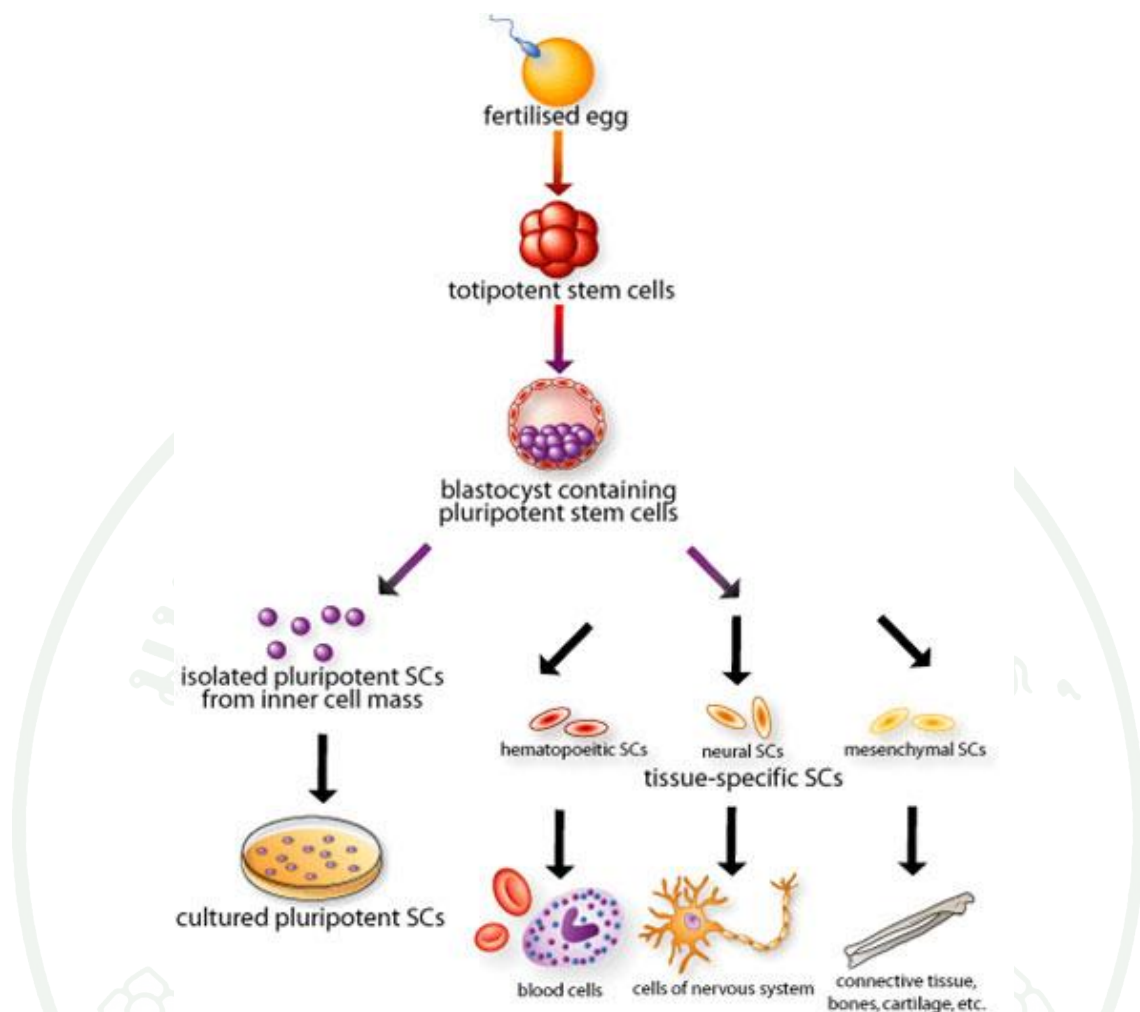 fertilised egg
totipotent stem cells
blastocyst containing
pluripotent stem cells
isolated pluripotent SCs
from inner cell mass
hematopoeitic SCs
neural SCs
mesenchymal SCs
tissue-specific SCs
cultured pluripotent SCs
blood cells
cells of nervous system
connective tissue,
bones, cartilage, etc.